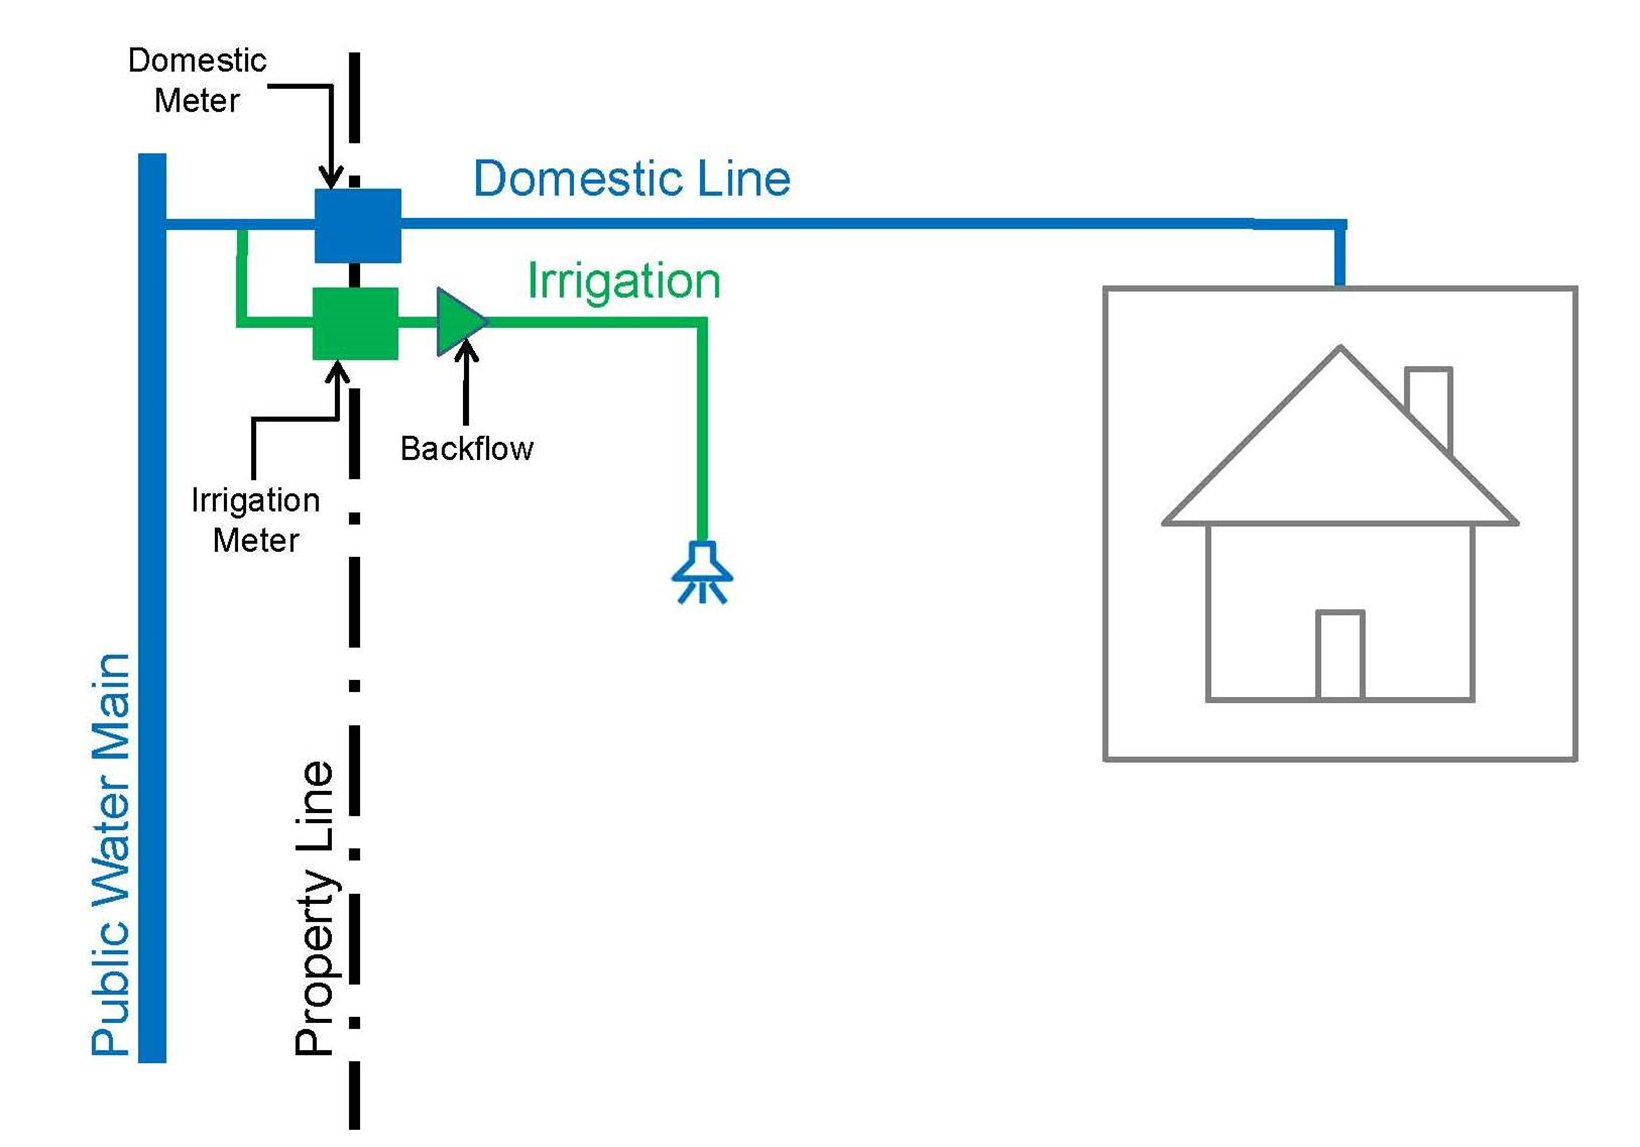 Domestic
Meter
Domestic Line
Irrigation
Backflow
Irrigation
Meter
Public Water Main
Property Line